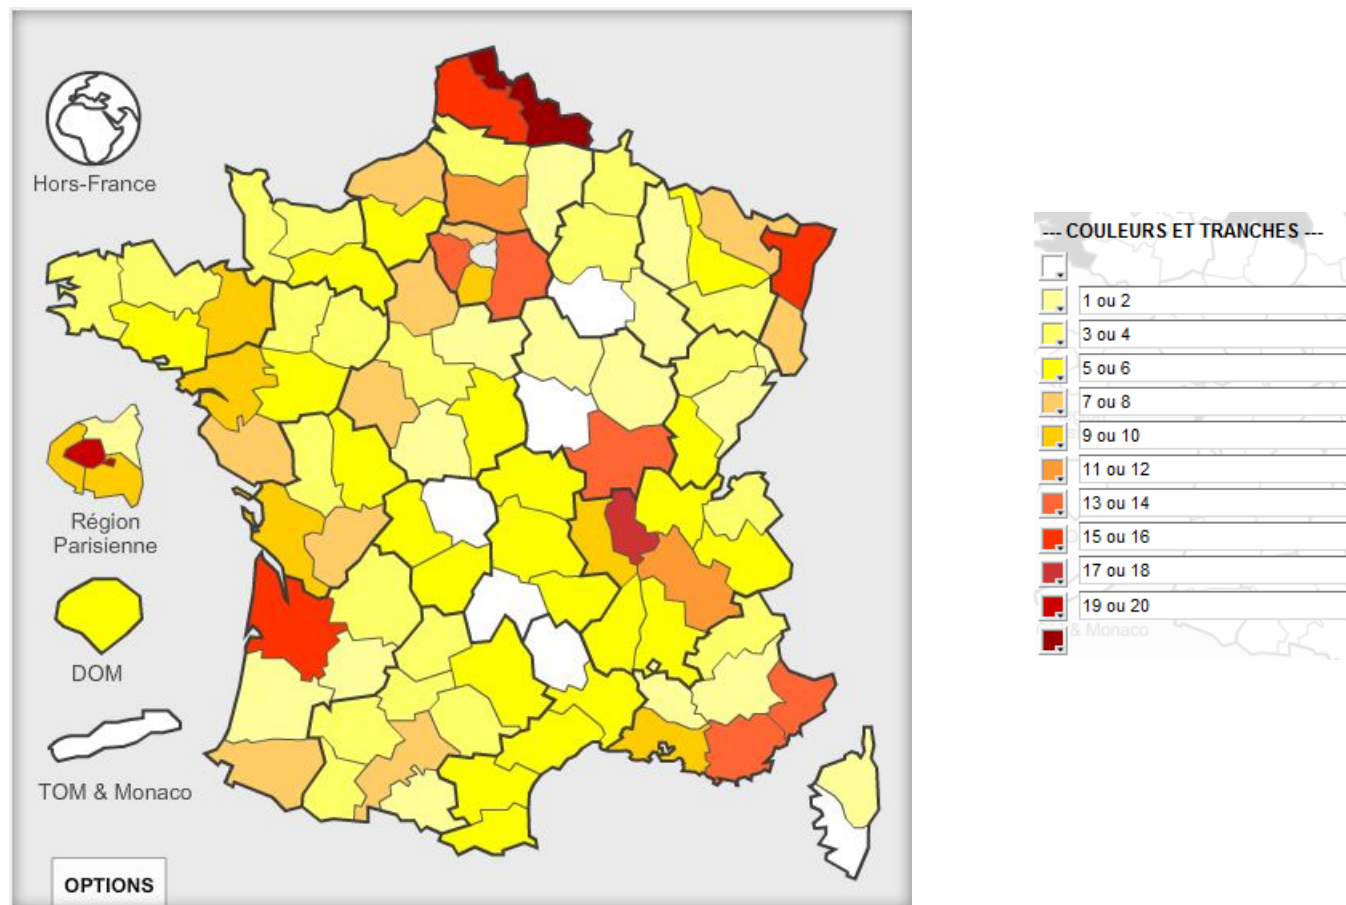 Hors-France
Région
Parisienne
DOM
TOM & Monaco
OPTIONS
--- COULEURS ET TRANCHES ---
1 ou 2
3 ou 4
5 ou 6
7 ou 8
9 ou 10
11 ou 12
13 ou 14
15 ou 16
17 ou 18
19 ou 20
& Monaco